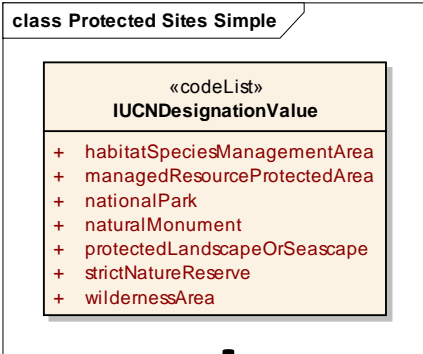 class Protected Sites Simple
«codeList»
IUCNDesignationValue
+ habitatSpeciesManagementArea
+ managedResourceProtectedArea
+ nationalPark
+ naturalMonument
+ protectedLandscapeOrSeascape
+ strictNatureReserve
+ wildernessArea